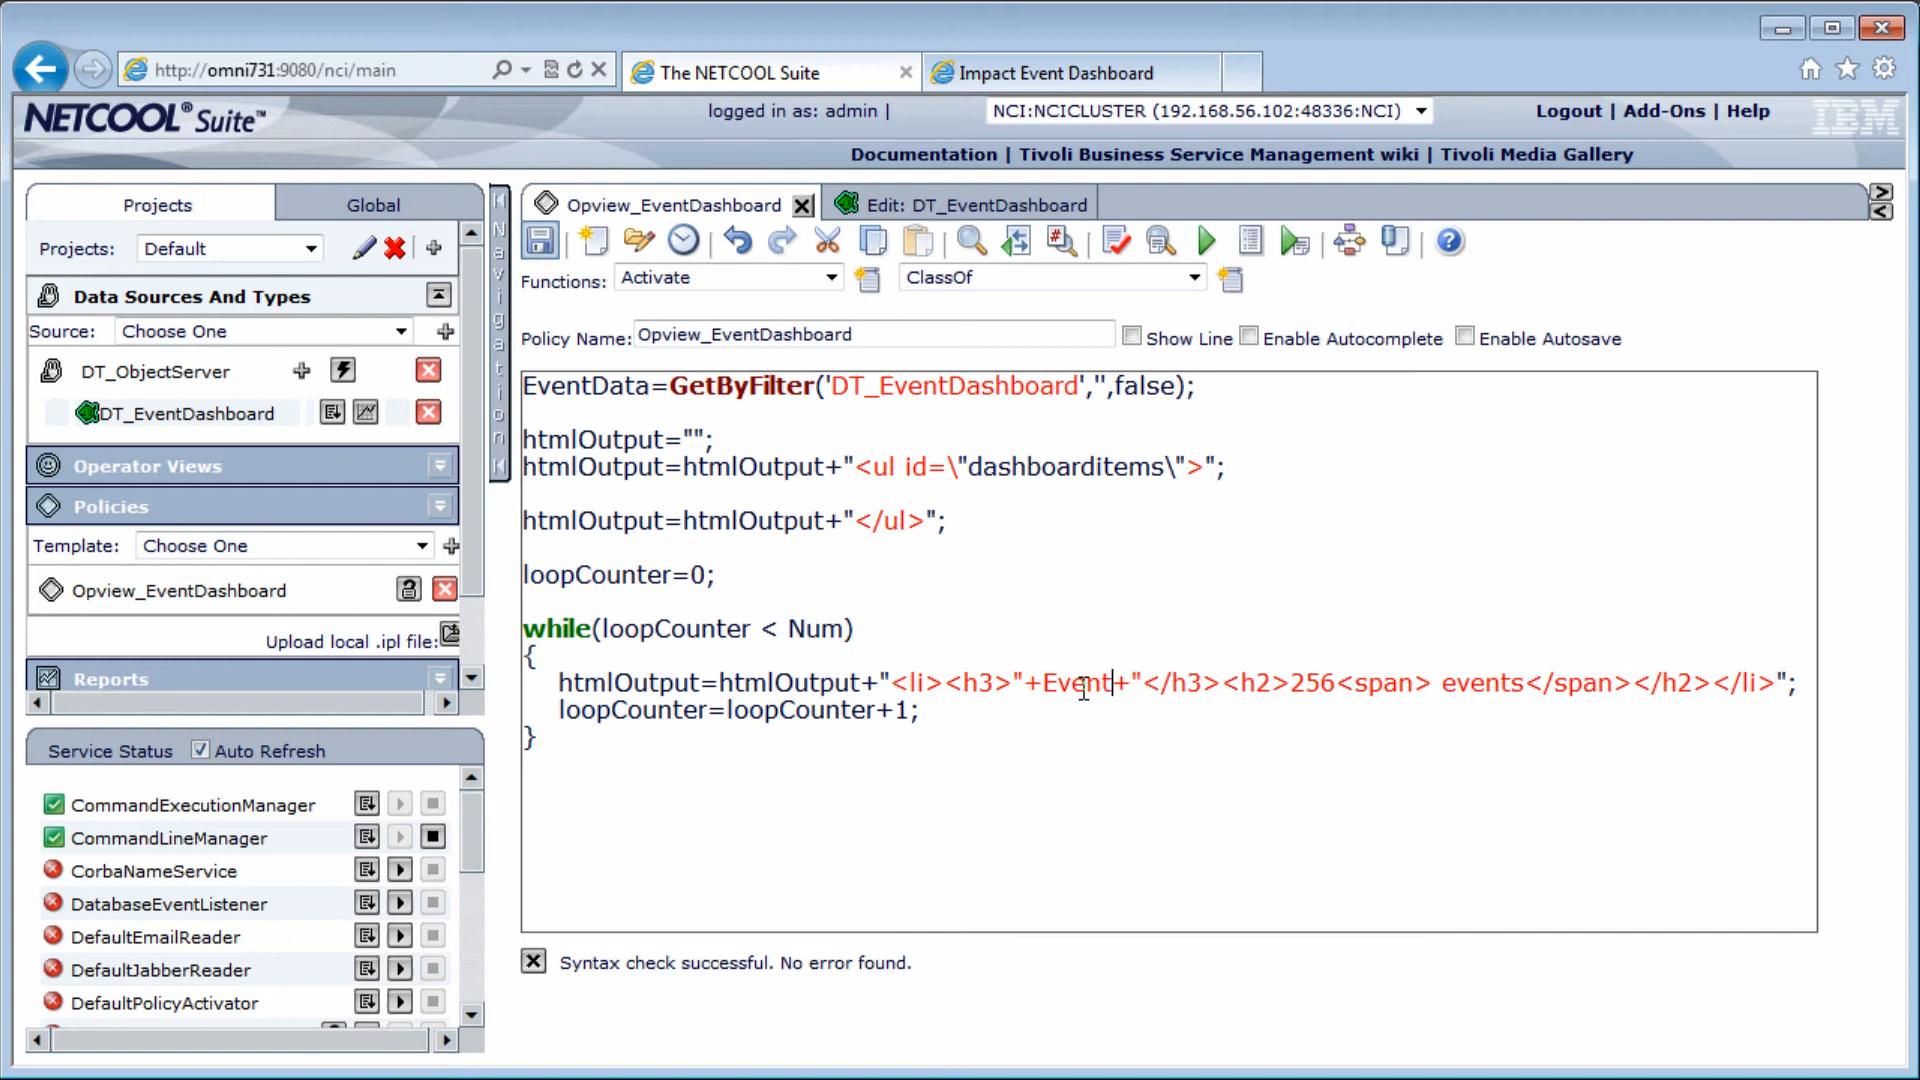 http://omni731:9080/nci/main
The NETCOOL Suite
Impact Event Dashboard
NETCOOL® Suite™
logged in as: admin |
NCI:NCICLUSTER (192.168.56.102:48336:NCI)
Logout | Add-Ons | Help
IBM
Documentation | Tivoli Business Service Management wiki | Tivoli Media Gallery
Projects
Global
Projects:
Default
Data Sources And Types
Source:
Choose One
DT_ObjectServer
DT_EventDashboard
Operator Views
Policies
Template:
Choose One
Opview_EventDashboard
Upload local .ipl file:
Reports
Service Status
Auto Refresh
CommandExecutionManager
CommandLineManager
CorbaNameService
DatabaseEventListener
DefaultEmailReader
DefaultJabberReader
DefaultPolicyActivator
Navigation
Opview_EventDashboard
Edit: DT_EventDashboard
Functions:
Activate
ClassOf
Policy Name:
Opview_EventDashboard
Show Line
Enable Autocomplete
Enable Autosave
EventData=GetByFilter('DT_EventDashboard','',false);
htmlOutput="";
htmlOutput=htmlOutput+"<ul id=\"dashboarditems\">";
htmlOutput=htmlOutput+"</ul>";
loopCounter=0;
while(loopCounter < Num)
{
htmlOutput=htmlOutput+"<li><h3>"+Event+"</h3><h2>256<span> events</span></h2></li>";
loopCounter=loopCounter+1;
}
Syntax check successful. No error found.